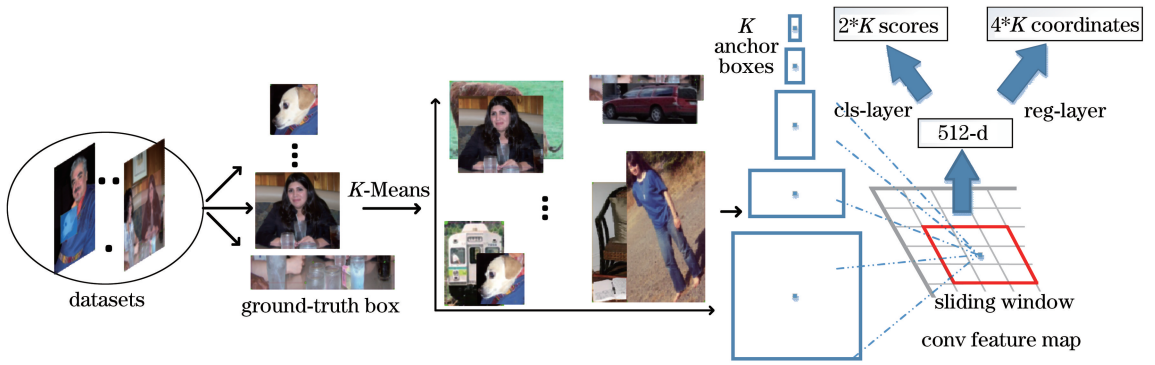 datasets
ground-truth box
K-Means
K
anchor
boxes
2*K scores
4*K coordinates
cls-layer
reg-layer
512-d
sliding window
conv feature map